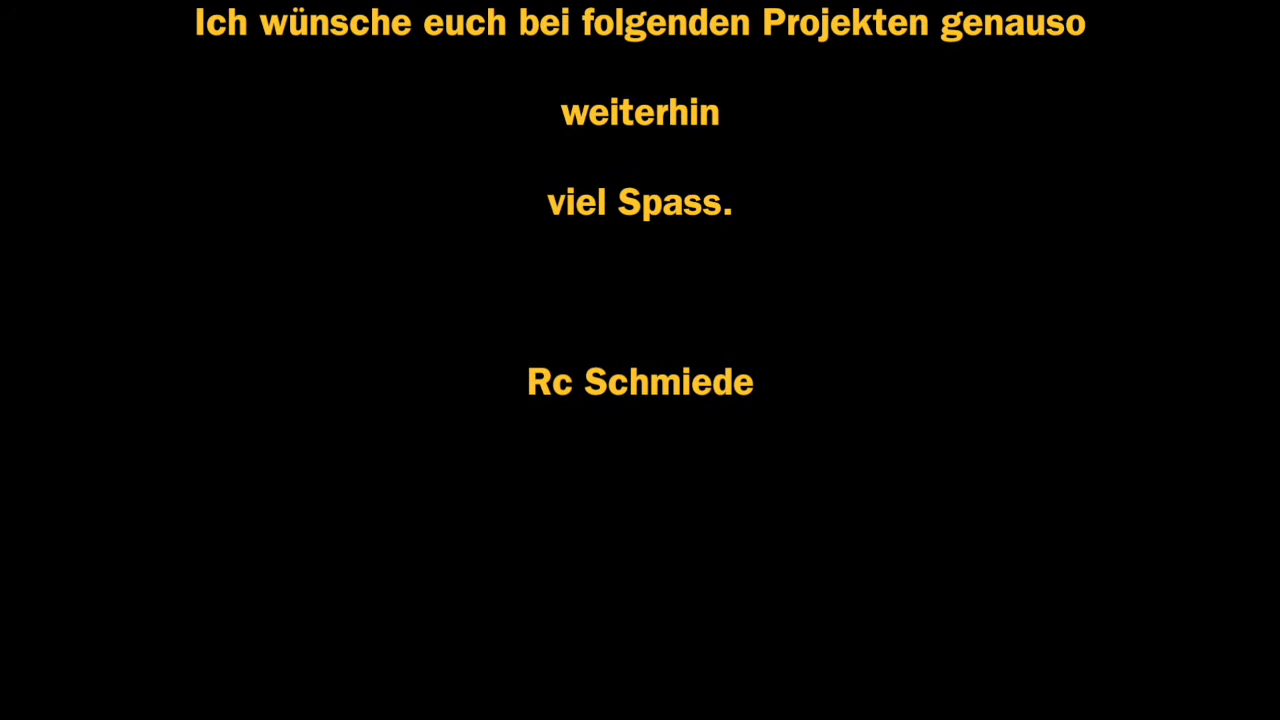 Ich wünsche euch bei folgenden Projekten genauso
weiterhin
viel Spass.
Rc Schmiede